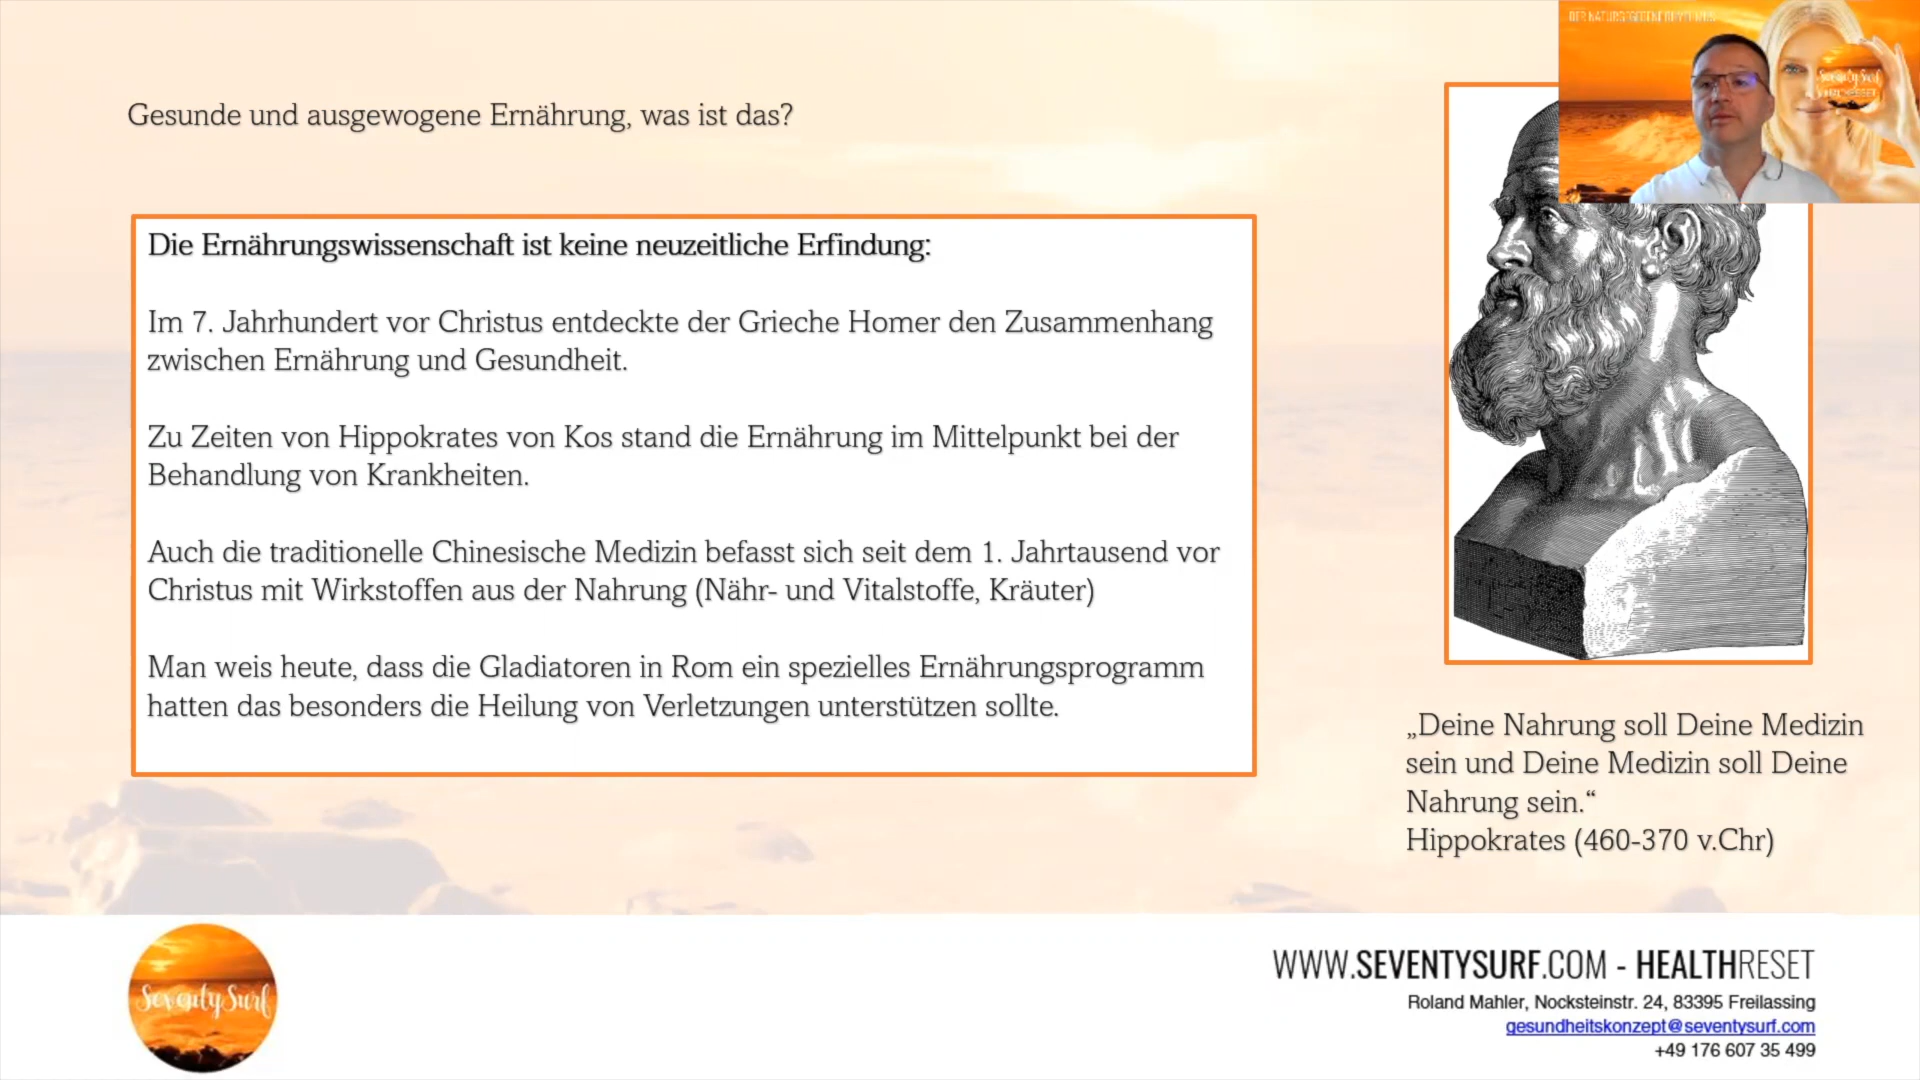 Gesunde und ausgewogene Ernährung, was ist das?
Die Ernährungswissenschaft ist keine neuzeitliche Erfindung:
Im 7. Jahrhundert vor Christus entdeckte der Grieche Homer den Zusammenhang
zwischen Ernährung und Gesundheit.
Zu Zeiten von Hippokrates von Kos stand die Ernährung im Mittelpunkt bei der
Behandlung von Krankheiten.
Auch die traditionelle Chinesische Medizin befasst sich seit dem 1. Jahrtausend vor
Christus mit Wirkstoffen aus der Nahrung (Nähr- und Vitalstoffe, Kräuter)
Man weis heute, dass die Gladiatoren in Rom ein spezielles Ernährungsprogramm
hatten das besonders die Heilung von Verletzungen unterstützen sollte.
„Deine Nahrung soll Deine Medizin
sein und Deine Medizin soll Deine
Nahrung sein.“
Hippokrates (460-370 v.Chr)
SeventySurf
WWW.SEVENTYSURF.COM - HEALTHRESET
Roland Mahler, Nocksteinstr. 24, 83395 Freilassing
gesundheitskonzept@seventysurf.com
+49 176 607 35 499